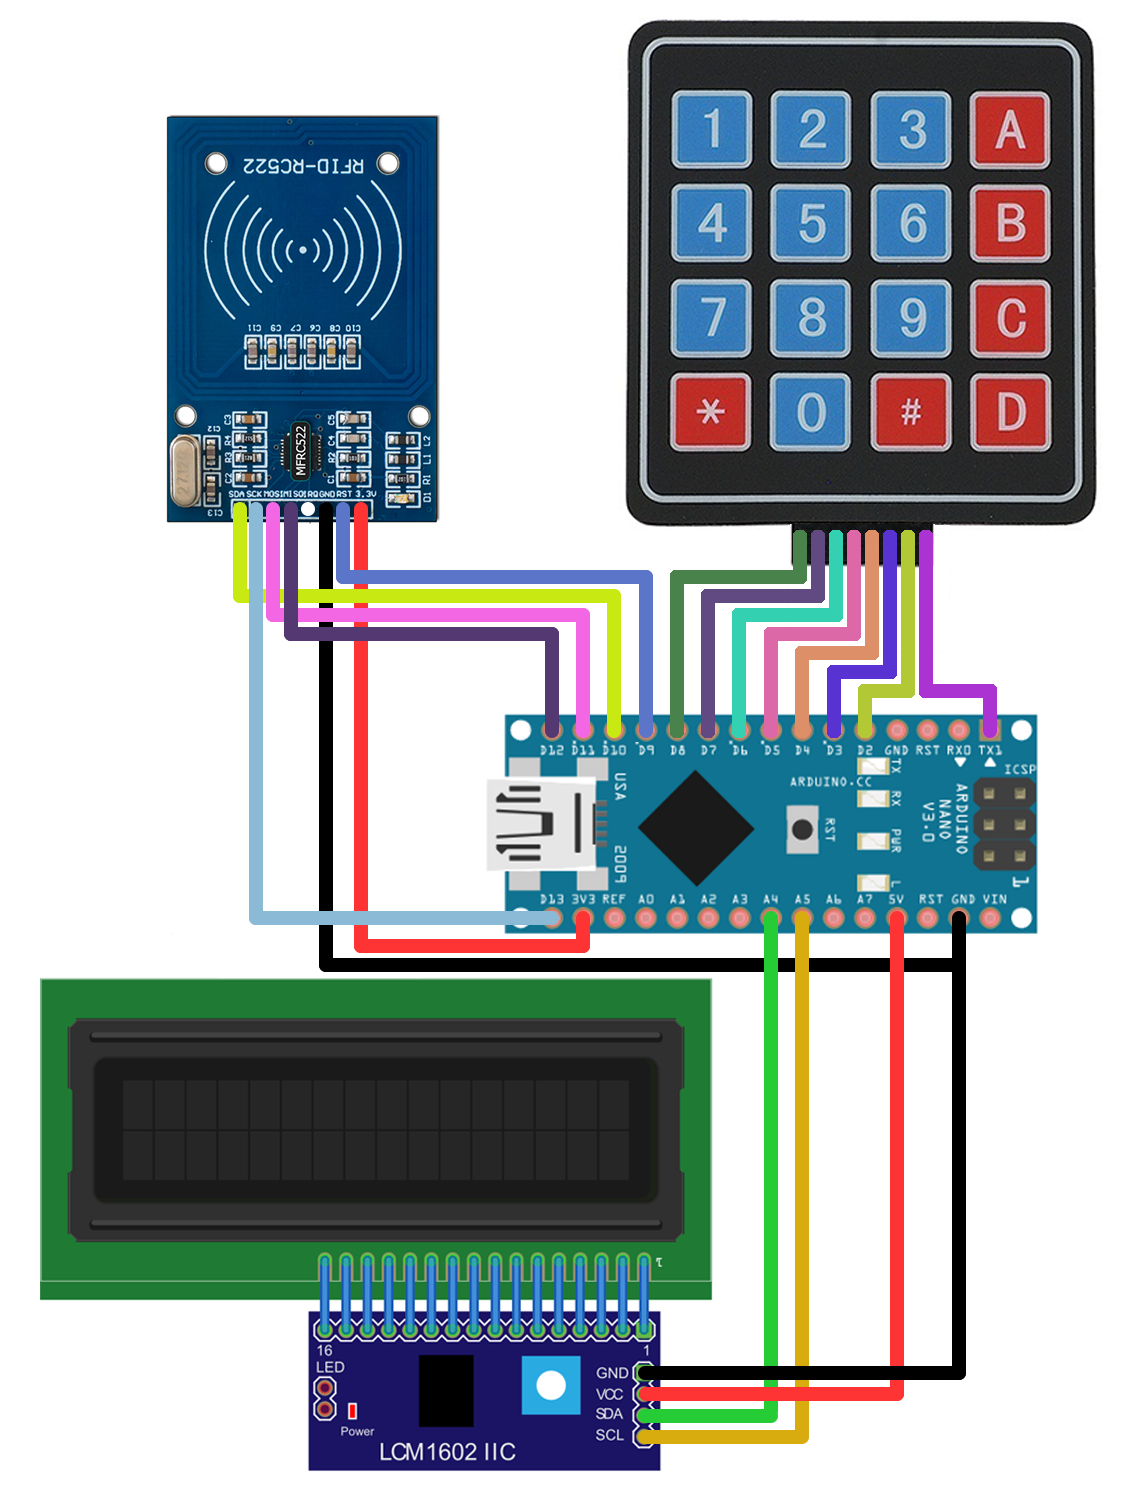 RFID-RC522
C11 C9 C7 C6 C8 C10
C3 C5
C12 R4 C4 L2
R3 R2 L1
C2 C1 R1
D1
C13
27.12
MFRC522
SDA SCK MOSI MISO IRQ GND RST 3.3V
1 2 3 A
4 5 6 B
7 8 9 C
* 0 # D
D12 D11 D10 D9 D8 D7 D6 D5 D4 D3 D2 GND RST RX0 TX1
USA
2009
ARDUINO.CC
RST
TX
RX
PWR
L
ICSP
ARDUINO
NANO
V3.0
1
D13 3V3 REF A0 A1 A2 A3 A4 A5 A6 A7 5V RST GND VIN
1
16 1
LED
Power
GND
VCC
SDA
SCL
LCM1602 IIC